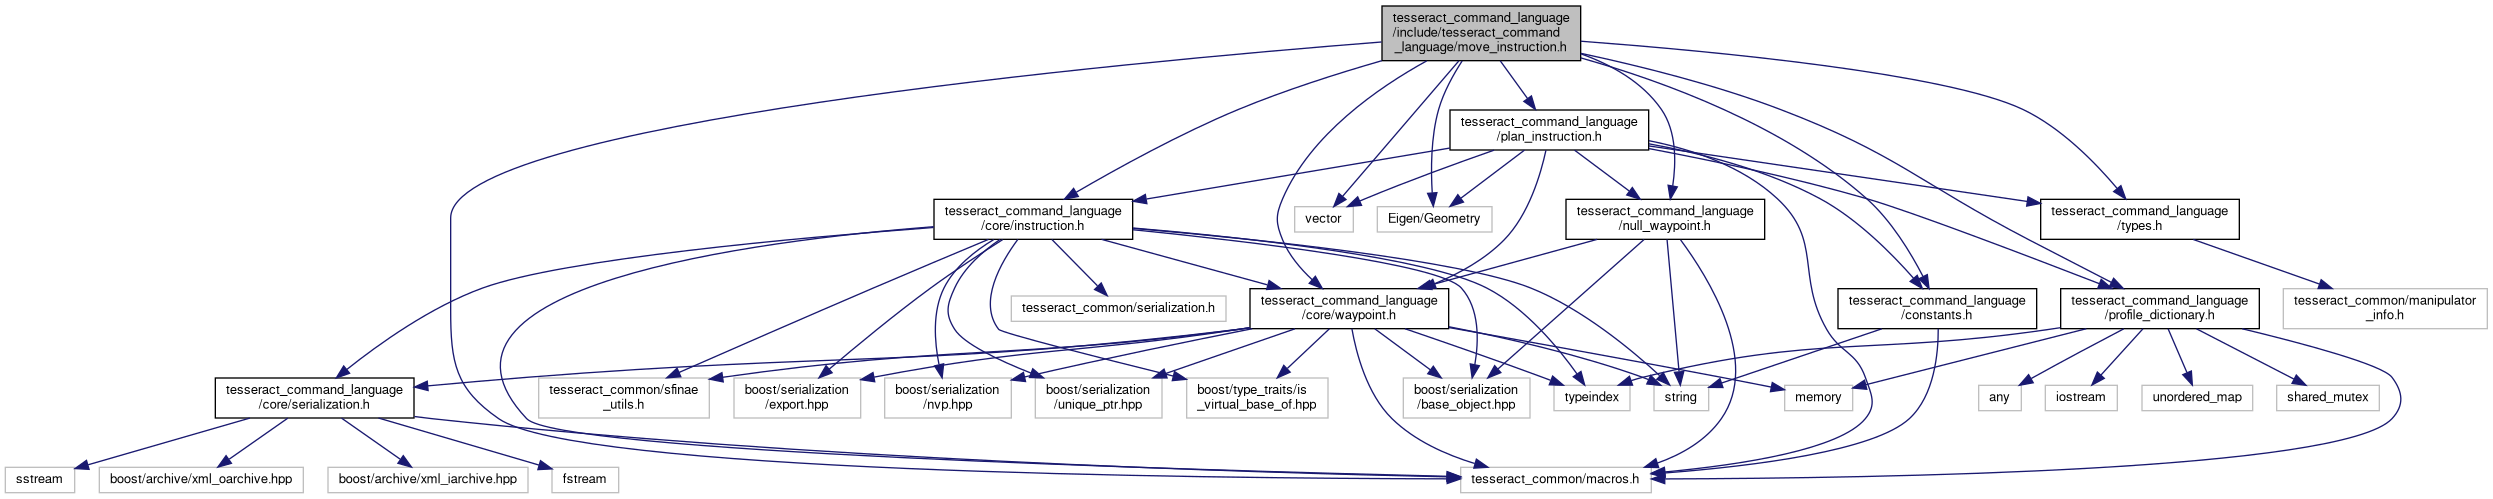 tesseract_command_language
/include/tesseract_command
_language/move_instruction.h
tesseract_command_language
/plan_instruction.h
tesseract_command_language
/core/instruction.h
vector
Eigen/Geometry
tesseract_command_language
/null_waypoint.h
tesseract_command_language
/types.h
tesseract_common/serialization.h
tesseract_command_language
/core/waypoint.h
tesseract_command_language
/constants.h
tesseract_command_language
/profile_dictionary.h
tesseract_common/manipulator
_info.h
tesseract_command_language
/core/serialization.h
tesseract_common/sfinae
_utils.h
boost/serialization
/export.hpp
boost/serialization
/nvp.hpp
boost/serialization
/unique_ptr.hpp
boost/type_traits/is
_virtual_base_of.hpp
boost/serialization
/base_object.hpp
typeindex
string
memory
any
iostream
unordered_map
shared_mutex
sstream
boost/archive/xml_oarchive.hpp
boost/archive/xml_iarchive.hpp
fstream
tesseract_common/macros.h